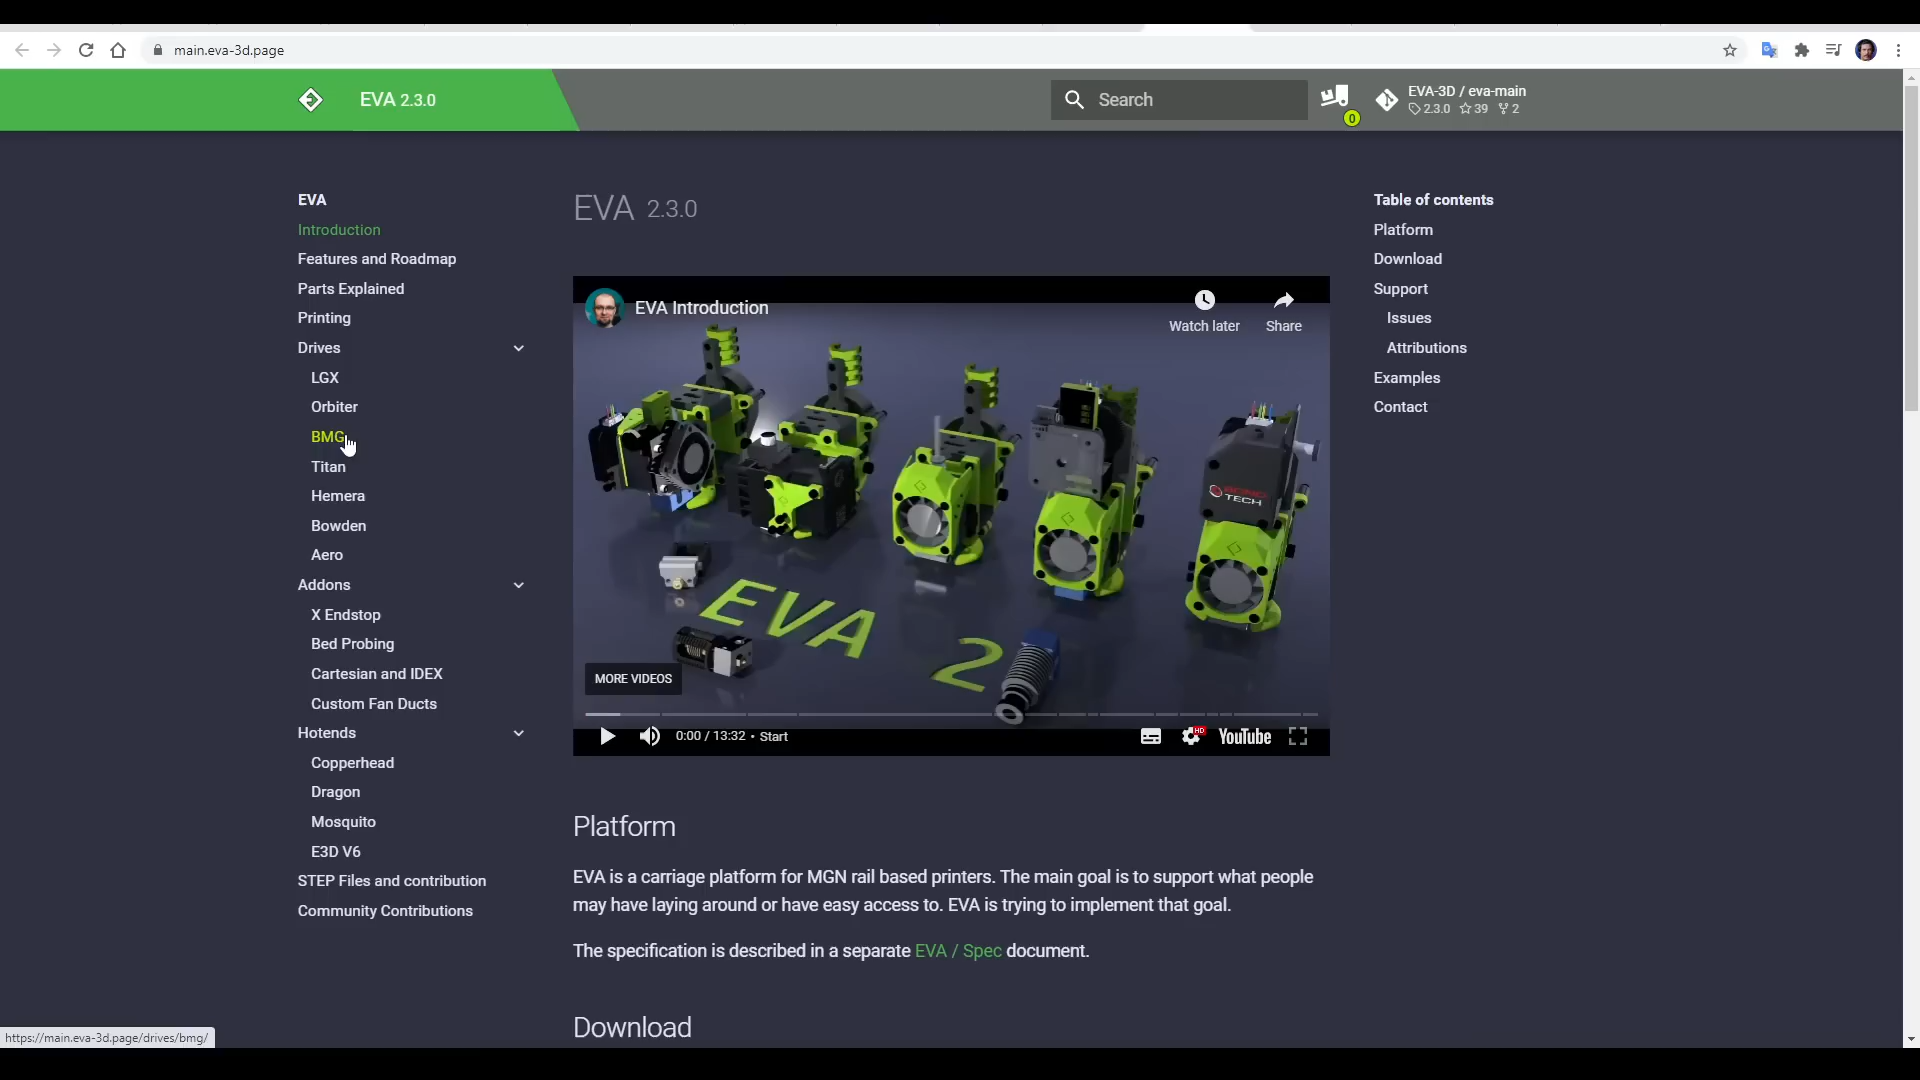 main.eva-3d.page
EVA 2.3.0
Search
0
EVA-3D / eva-main
2.3.0 39 2
EVA
Introduction
Features and Roadmap
Parts Explained
Printing
Drives
LGX
Orbiter
BMG
Titan
Hemera
Bowden
Aero
Addons
X Endstop
Bed Probing
Cartesian and IDEX
Custom Fan Ducts
Hotends
Copperhead
Dragon
Mosquito
E3D V6
STEP Files and contribution
Community Contributions
EVA 2.3.0
EVA Introduction
Watch later
Share
TECH
EVA 2
MORE VIDEOS
0:00 / 13:32 • Start
HD
YouTube
Platform
EVA is a carriage platform for MGN rail based printers. The main goal is to support what people
may have laying around or have easy access to. EVA is trying to implement that goal.
The specification is described in a separate EVA / Spec document.
Download
Table of contents
Platform
Download
Support
Issues
Attributions
Examples
Contact
https://main.eva-3d.page/drives/bmg/